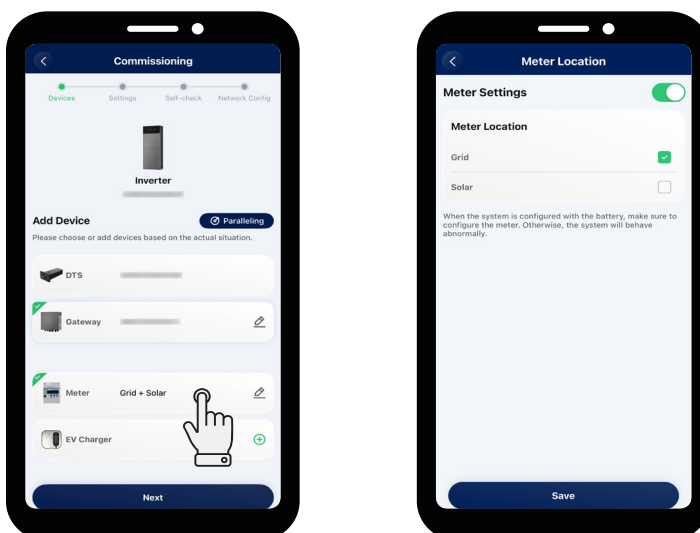 Commissioning
Devices Settings Self-check Network Config
Inverter
Add Device
Paralleling
Please choose or add devices based on the actual situation.
DTS
Gateway
Meter Grid + Solar
EV Charger
Next
Meter Location
Meter Settings
Meter Location
Grid
Solar
When the system is configured with the battery, make sure to
configure the meter. Otherwise, the system will behave
abnormally.
Save